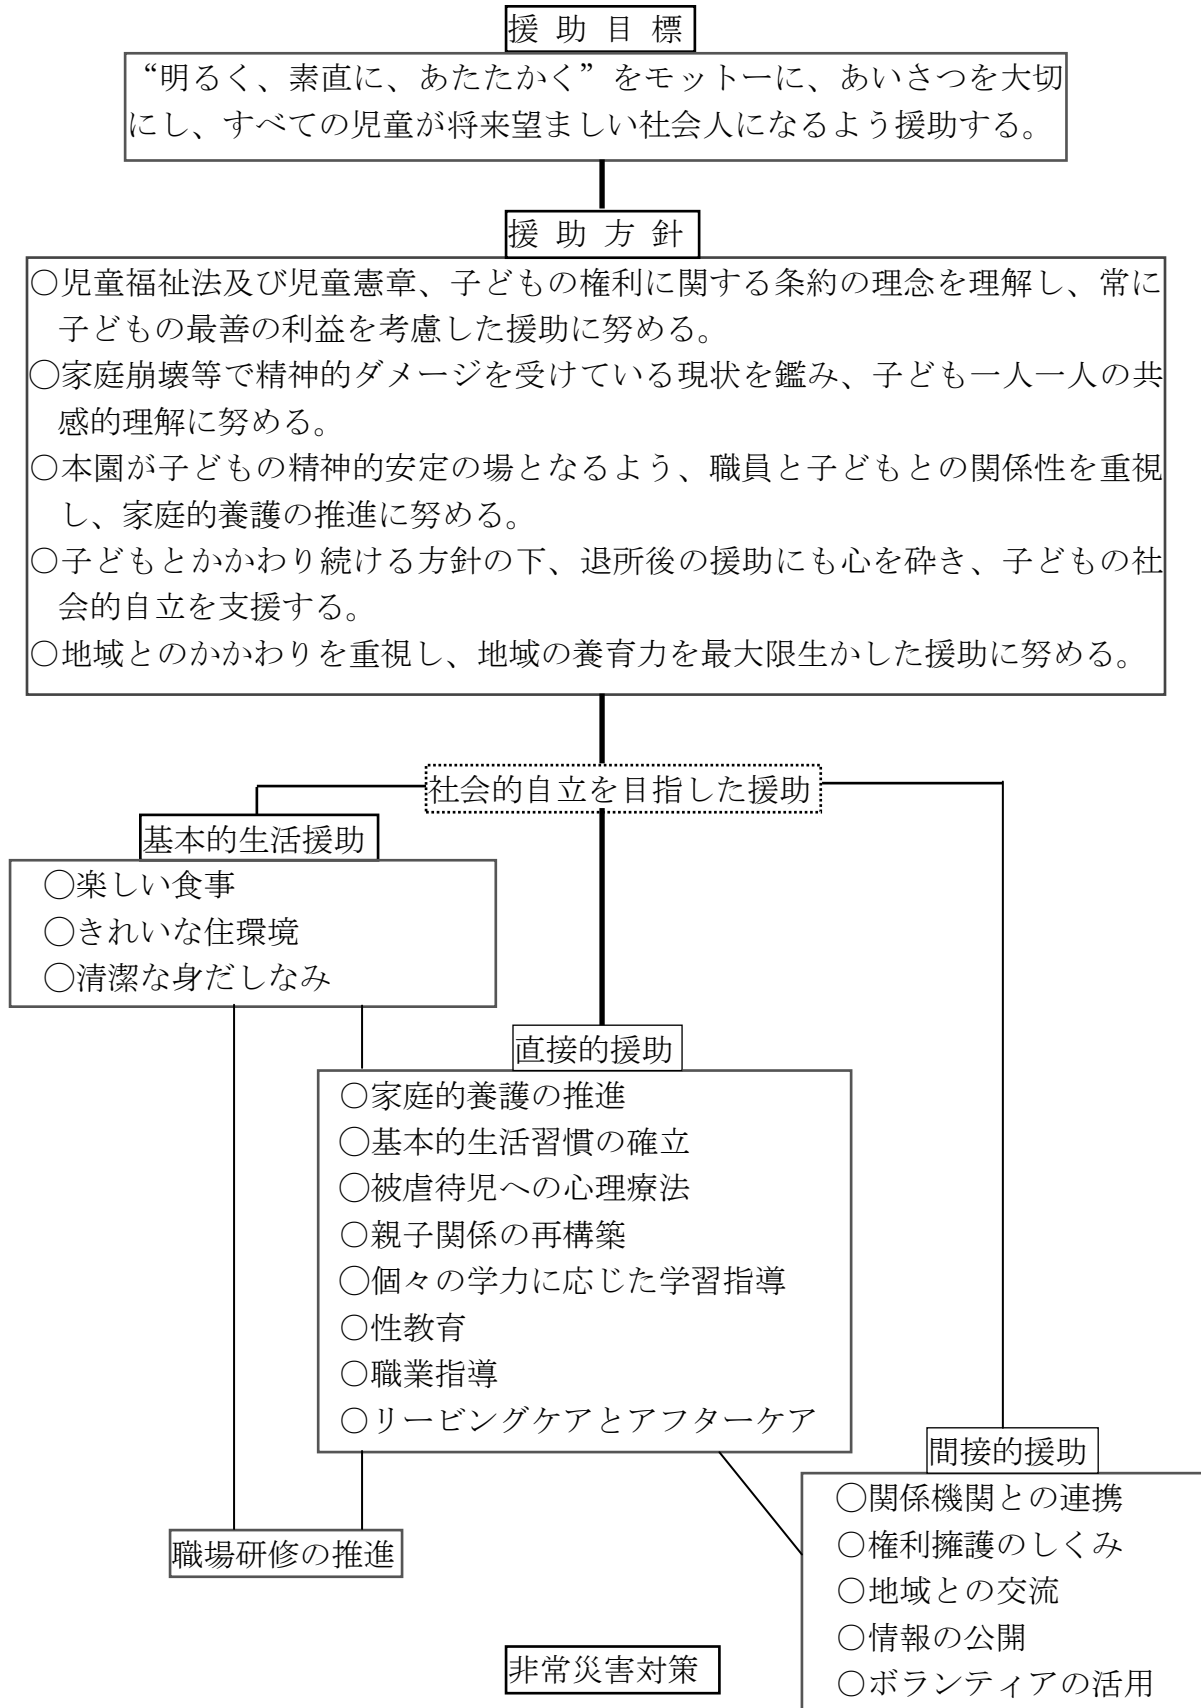 援助目標
“明るく、素直に、あたたかく”をモットーに、あいさつを大切
にし、すべての児童が将来望ましい社会人になるよう援助する。
援助方針
○児童福祉法及び児童憲章、子どもの権利に関する条約の理念を理解し、常に
子どもの最善の利益を考慮した援助に努める。
○家庭崩壊等で精神的ダメージを受けている現状を鑑み、子ども一人一人の共
感的理解に努める。
○本園が子どもの精神的安定の場となるよう、職員と子どもとの関係性を重視
し、家庭的養護の推進に努める。
○子どもとかかわり続ける方針の下、退所後の援助にも心を砕き、子どもの社
会的自立を支援する。
○地域とのかかわりを重視し、地域の養育力を最大限生かした援助に努める。
社会的自立を目指した援助
基本的生活援助
○楽しい食事
○きれいな住環境
○清潔な身だしなみ
直接的援助
○家庭的養護の推進
○基本的生活習慣の確立
○被虐待児への心理療法
○親子関係の再構築
○個々の学力に応じた学習指導
○性教育
○職業指導
○リービングケアとアフターケア
間接的援助
○関係機関との連携
○権利擁護のしくみ
○地域との交流
○情報の公開
○ボランティアの活用
職場研修の推進
非常災害対策